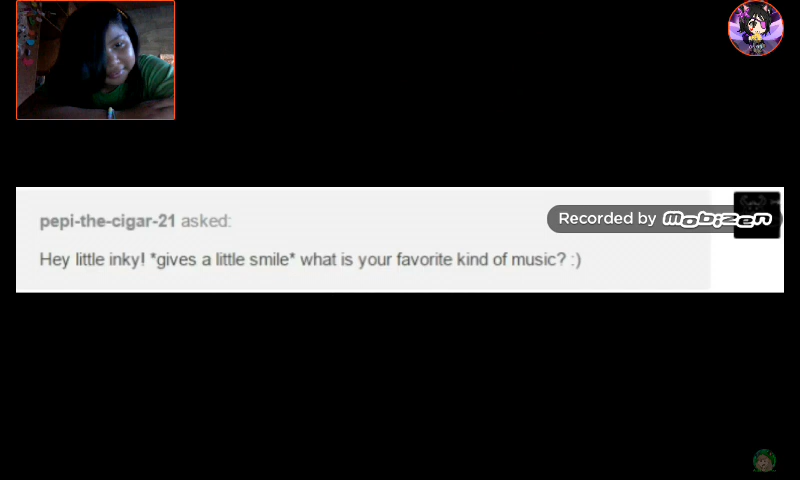 pepi-the-cigar-21 asked:
Recorded by mobizen
Hey little inky! *gives a little smile* what is your favorite kind of music? :)